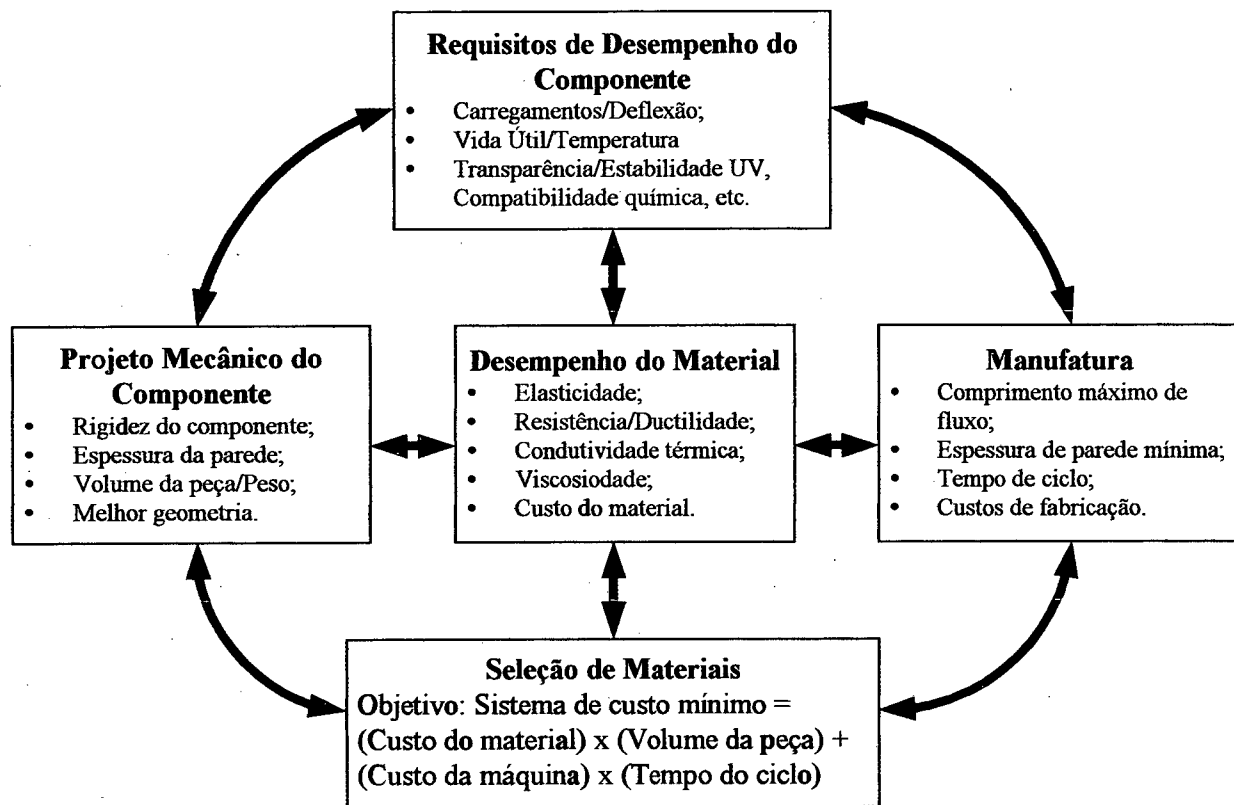 Requisitos de Desempenho do
Componente
• Carregamentos/Deflexão;
• Vida Útil/Temperatura
• Transparência/Estabilidade UV,
Compatibilidade química, etc.
Projeto Mecânico do
Componente
• Rigidez do componente;
• Espessura da parede;
• Volume da peça/Peso;
• Melhor geometria.
Desempenho do Material
• Elasticidade;
• Resistência/Ductilidade;
• Condutividade térmica;
• Viscosiodade;
• Custo do material.
Manufatura
• Comprimento máximo de
fluxo;
• Espessura de parede mínima;
• Tempo de ciclo;
• Custos de fabricação.
Seleção de Materiais
Objetivo: Sistema de custo mínimo =
(Custo do material) x (Volume da peça) +
(Custo da máquina) x (Tempo do ciclo)